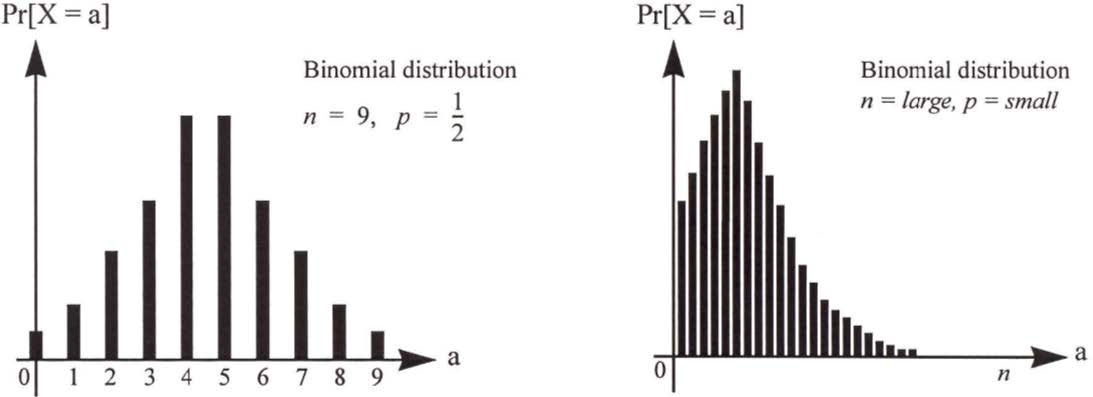 Pr[X = a]
Binomial distribution
n = 9, p = 1/2
a
0 1 2 3 4 5 6 7 8 9
Pr[X = a]
Binomial distribution
n = large, p = small
a
0 n